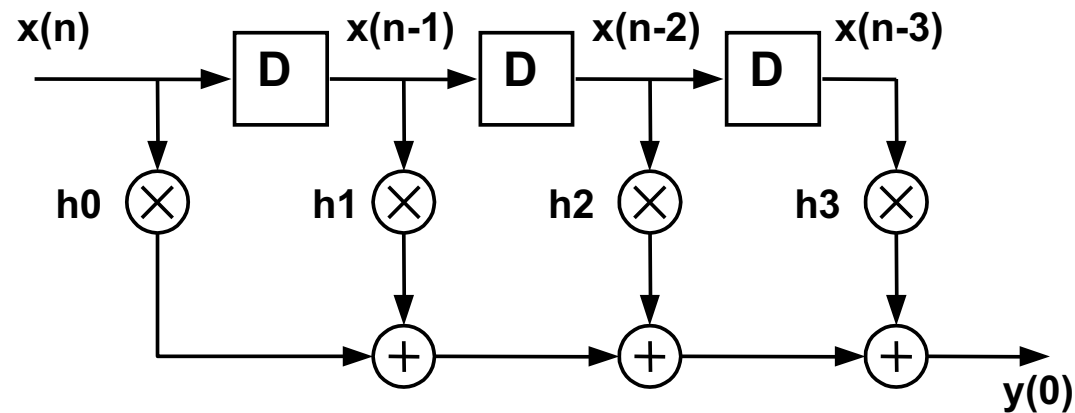 x(n) x(n-1) x(n-2) x(n-3)
D D D
h0 h1 h2 h3
y(0)